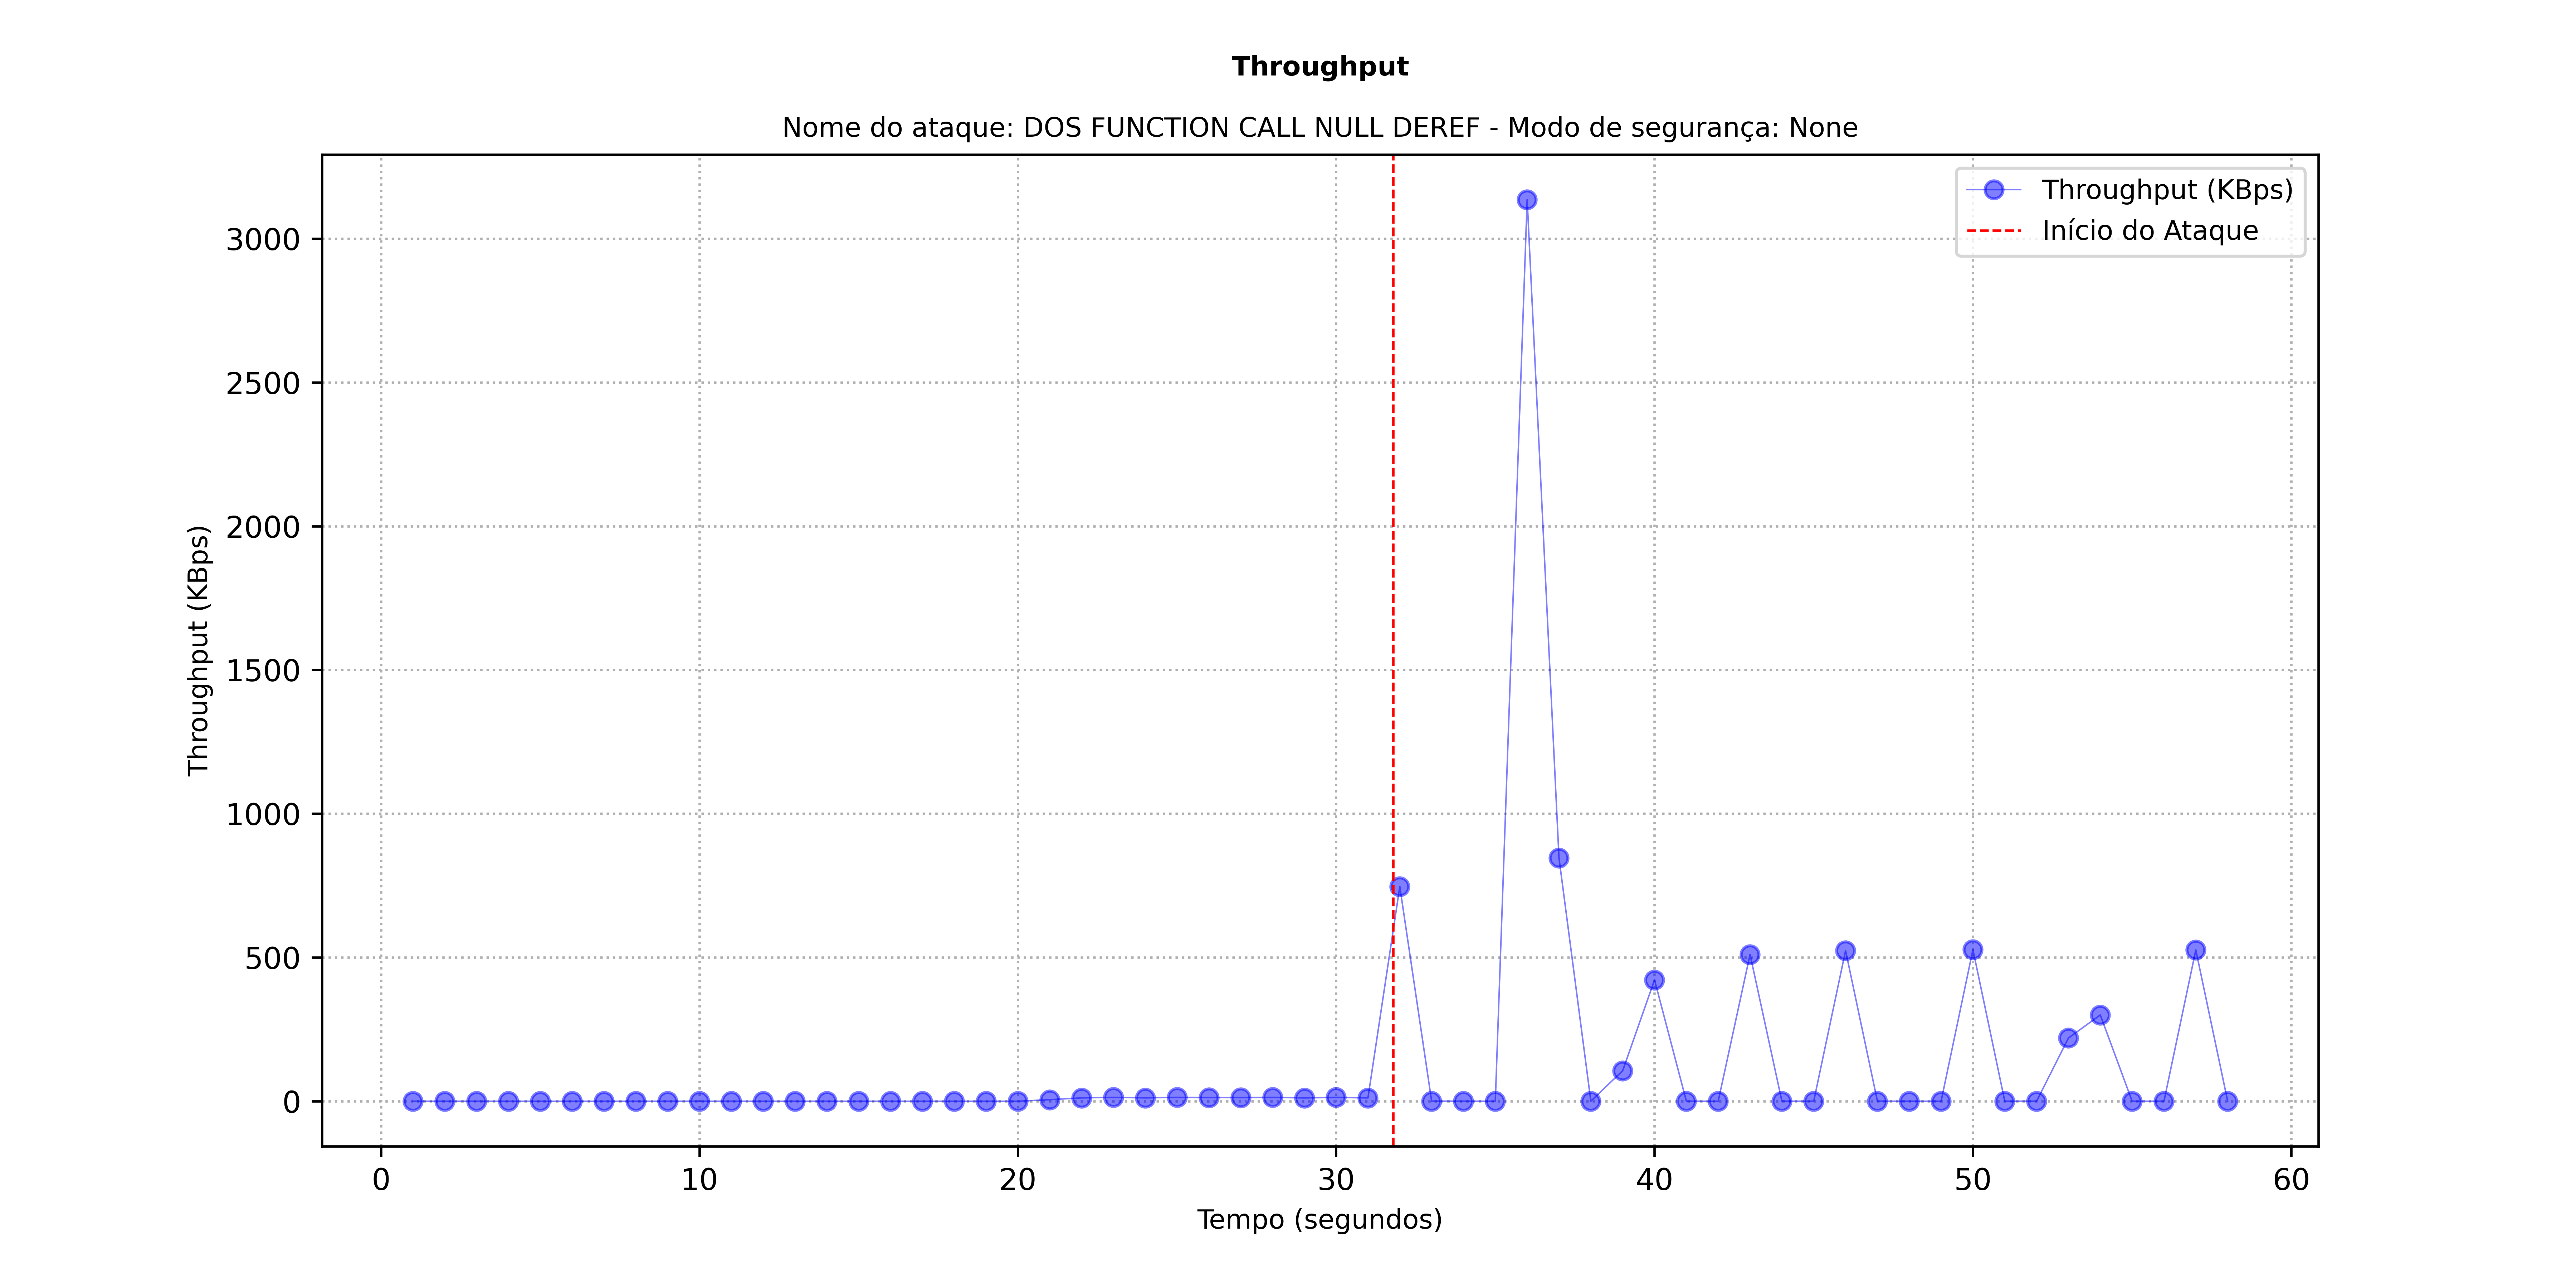 Throughput
Nome do ataque: DOS FUNCTION CALL NULL DEREF - Modo de segurança: None
Throughput (KBps)
Início do Ataque
Throughput (KBps)
3000
2500
2000
1500
1000
500
0
0 10 20 30 40 50 60
Tempo (segundos)